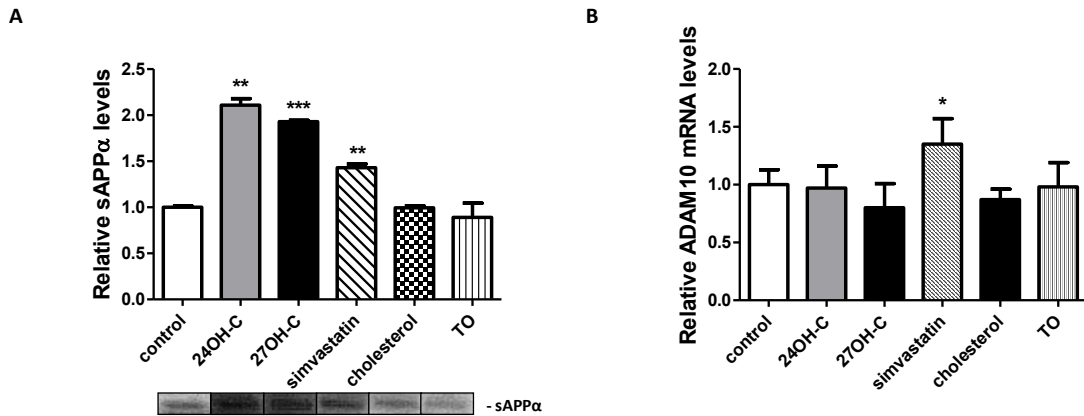 A
Relative sAPPα levels
2.5
2.0
1.5
1.0
0.5
0.0
**
***
**
control
24OH-C
27OH-C
simvastatin
cholesterol
TO
- sAPPα
B
Relative ADAM10 mRNA levels
2.0
1.5
1.0
0.5
0.0
*
control
24OH-C
27OH-C
simvastatin
cholesterol
TO